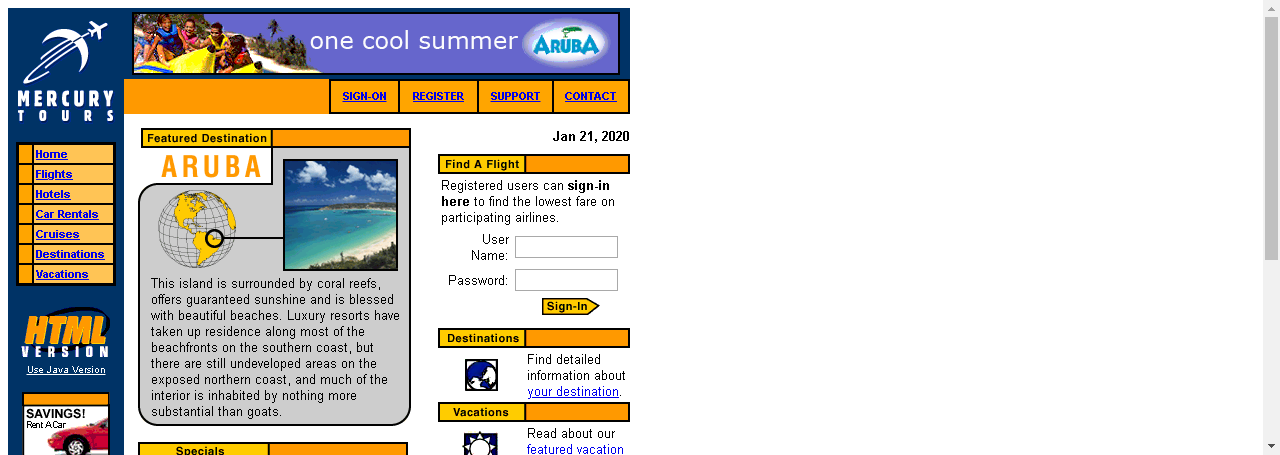 one cool summer
ARUBA
MERCURY
TOURS
SIGN-ON
REGISTER
SUPPORT
CONTACT
Home
Flights
Hotels
Car Rentals
Cruises
Destinations
Vacations
HTML
VERSION
Use Java Version
SAVINGS!
Rent A Car
Featured Destination
ARUBA
This island is surrounded by coral reefs,
offers guaranteed sunshine and is blessed
with beautiful beaches. Luxury resorts have
taken up residence along most of the
beachfronts on the southern coast, but
there are still undeveloped areas on the
exposed northern coast, and much of the
interior is inhabited by nothing more
substantial than goats.
Specials
Jan 21, 2020
Find A Flight
Registered users can sign-in
here to find the lowest fare on
participating airlines.
User
Name:
Password:
Sign-In
Destinations
Find detailed
information about
your destination.
Vacations
Read about our
featured vacation